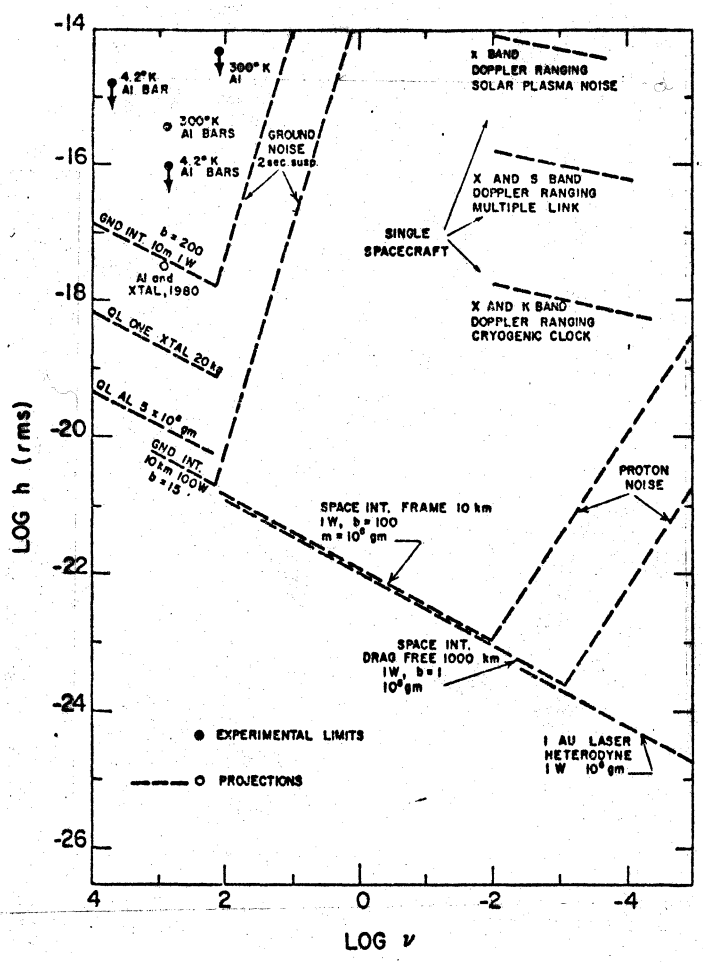 -14
-16
-18
-20
-22
-24
-26
LOG h (rms)
4
2
0
-2
-4
LOG ν
4.2°K
Al BAR
300°K
Al
300°K
Al BARS
4.2°K
Al BARS
GROUND
NOISE
2 sec. susp.
b = 200
GND INT. 10m 1W
Al and
XTAL, 1980
QL ONE XTAL 20kg
QL AL 5 x 10⁶ gm
GND INT.
10 km 100W
b = 15
X BAND
DOPPLER RANGING
SOLAR PLASMA NOISE
X AND S BAND
DOPPLER RANGING
MULTIPLE LINK
SINGLE
SPACECRAFT
X AND K BAND
DOPPLER RANGING
CRYOGENIC CLOCK
PROTON
NOISE
SPACE INT. FRAME 10 km
1W, b = 100
m = 10⁶ gm
SPACE INT.
DRAG FREE 1000 km
1W, b = 1
10⁶ gm
1 AU LASER
HETERODYNE
1 W 10⁶ gm
EXPERIMENTAL LIMITS
PROJECTIONS